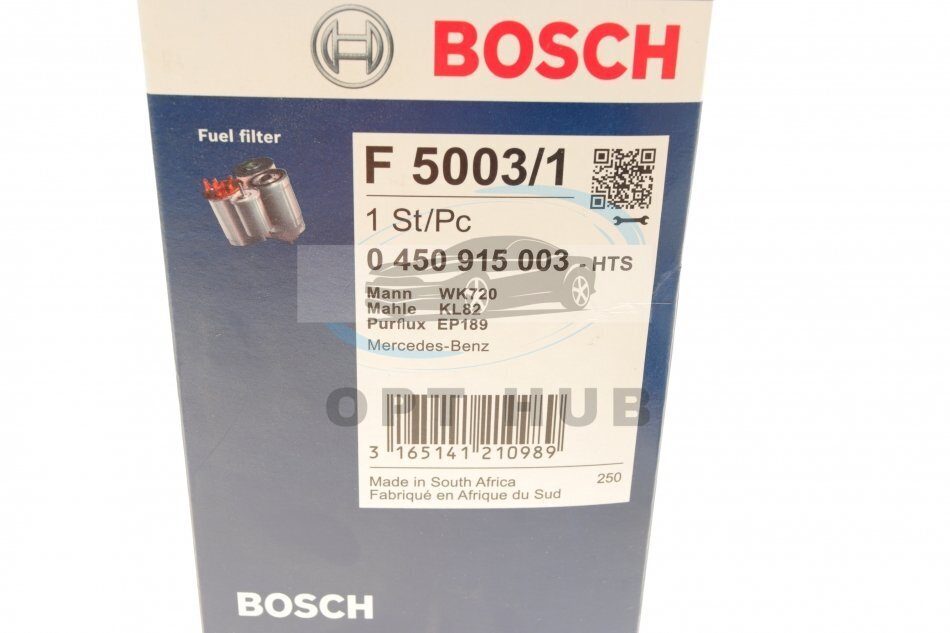 BOSCH
Fuel filter
F 5003/1
1 St/Pc
0 450 915 003 - HTS
Mann WK720
Mahle KL82
Purflux EP189
Mercedes-Benz
OPT HUB
3 165141 210989
Made in South Africa 250
Fabriqué en Afrique du Sud
BOSCH